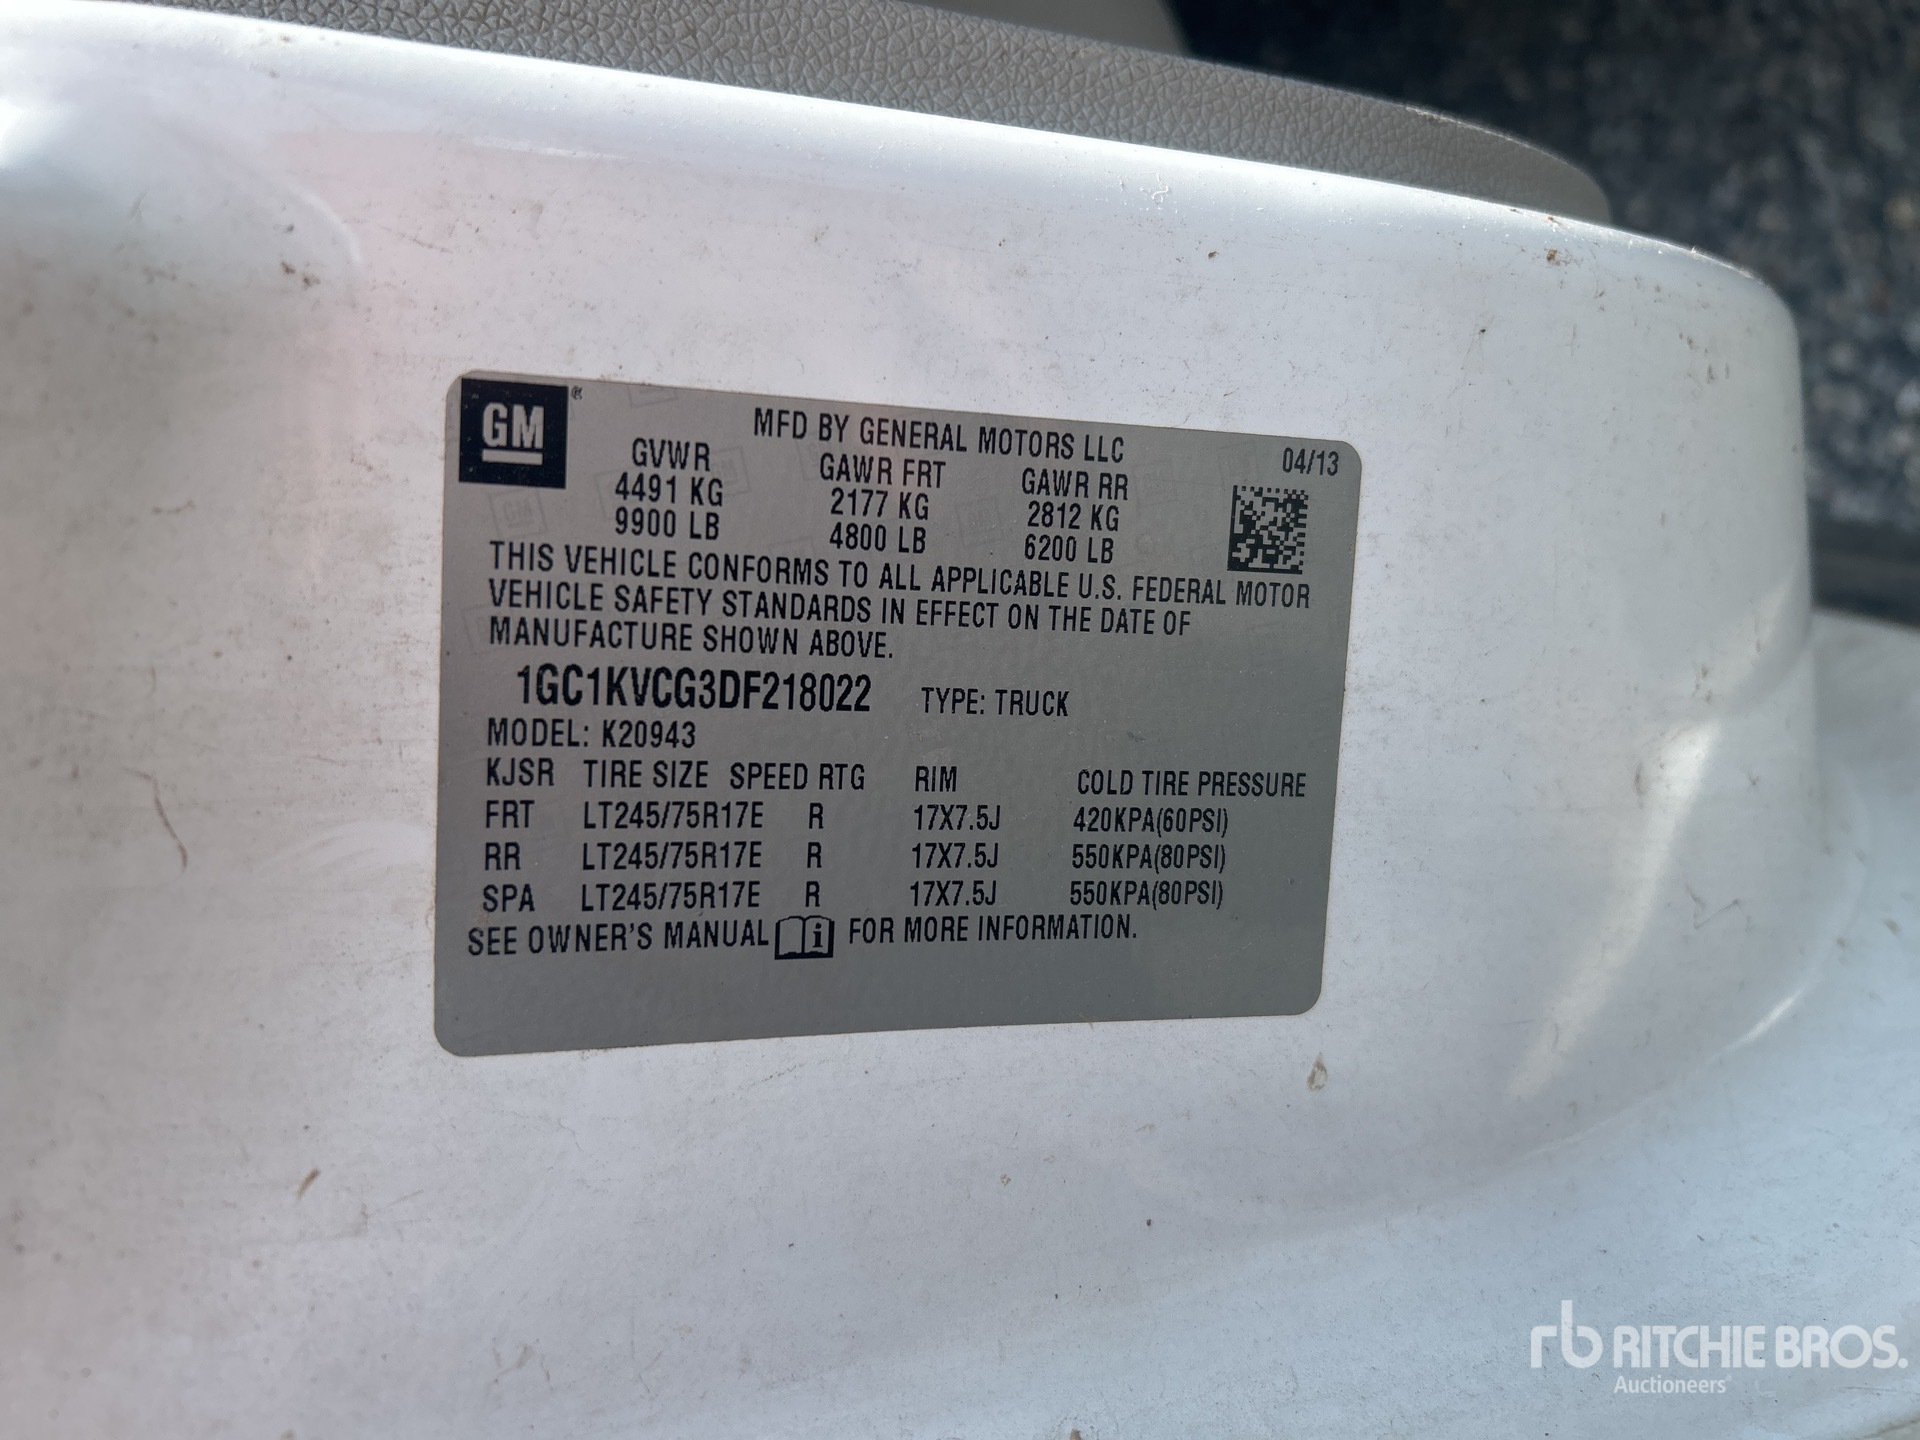 GM
MFD BY GENERAL MOTORS LLC 04/13
GVWR GAWR FRT GAWR RR
4491 KG 2177 KG 2812 KG
9900 LB 4800 LB 6200 LB
THIS VEHICLE CONFORMS TO ALL APPLICABLE U.S. FEDERAL MOTOR
VEHICLE SAFETY STANDARDS IN EFFECT ON THE DATE OF
MANUFACTURE SHOWN ABOVE.
1GC1KVCG3DF218022 TYPE: TRUCK
MODEL: K20943
KJSR TIRE SIZE SPEED RTG RIM COLD TIRE PRESSURE
FRT LT245/75R17E R 17X7.5J 420KPA(60PSI)
RR LT245/75R17E R 17X7.5J 550KPA(80PSI)
SPA LT245/75R17E R 17X7.5J 550KPA(80PSI)
SEE OWNER'S MANUAL FOR MORE INFORMATION.
rb RITCHIE BROS.
Auctioneers